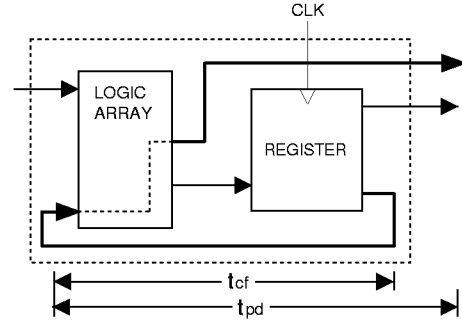 CLK
LOGIC
ARRAY
REGISTER
tcf
tpd